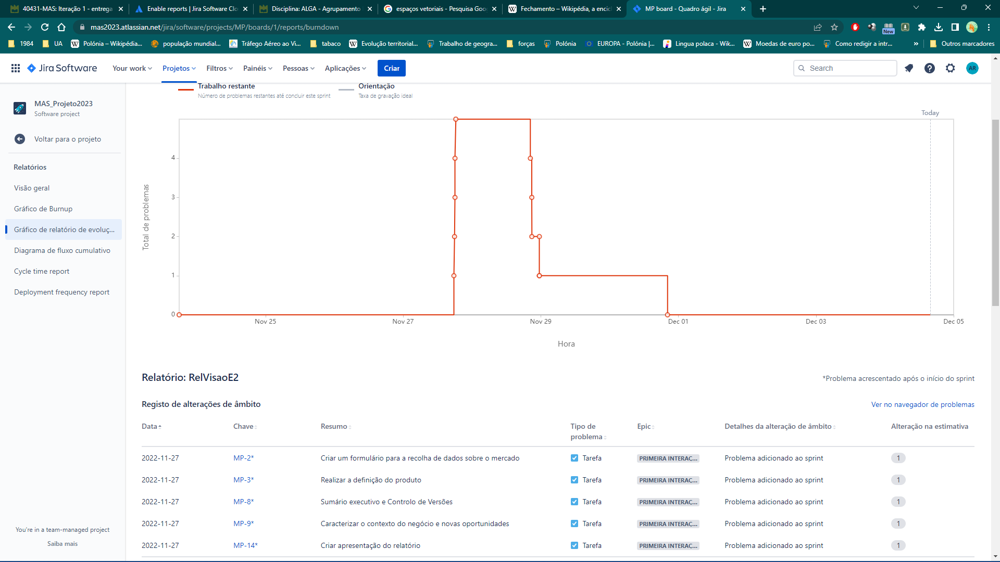 40431-MAS: Iteração 1 - entrega
Enable reports | Jira Software Clo
Disciplina: ALGA - Agrupamento
espaços vetoriais - Pesquisa Goo
Fechamento – Wikipédia, a encic
MP board - Quadro ágil - Jira
mas2023.atlassian.net/jira/software/projects/MP/boards/1/reports/burndown
New
1984
UA
Polónia – Wikipédia...
população mundial...
Tráfego Aéreo ao Vi...
tabaco
Evolução territorial...
Trabalho de geogra...
forças
Polónia
EUROPA - Polónia |...
Lingua polaca - Wik...
Moedas de euro po...
Como redigir a intr...
»
Outros marcadores
Jira Software
Your work
Projetos
Filtros
Painéis
Pessoas
Aplicações
Criar
Search
AR
MAS_Projeto2023
Software project
Voltar para o projeto
Relatórios
Visão geral
Gráfico de Burnup
Gráfico de relatório de evoluç...
Diagrama de fluxo cumulativo
Cycle time report
Deployment frequency report
You're in a team-managed project
Saiba mais
Trabalho restante
Número de problemas restantes até concluir este sprint
Orientação
Taxa de gravação ideal
Today
Total de problemas
4
3
2
1
0
Nov 25
Nov 27
Nov 29
Dec 01
Dec 03
Dec 05
Hora
Relatório: RelVisaoE2
*Problema acrescentado após o início do sprint
Registo de alterações de âmbito
Ver no navegador de problemas
Data Chave Resumo Tipo de problema Epic Detalhes da alteração de âmbito Alteração na estimativa
2022-11-27 MP-2* Criar um formulário para a recolha de dados sobre o mercado Tarefa PRIMEIRA INTERAÇ... Problema adicionado ao sprint 1
2022-11-27 MP-3* Realizar a definição do produto Tarefa PRIMEIRA INTERAÇ... Problema adicionado ao sprint 1
2022-11-27 MP-8* Sumário executivo e Controlo de Versões Tarefa PRIMEIRA INTERAÇ... Problema adicionado ao sprint 1
2022-11-27 MP-9* Caracterizar o contexto do negócio e novas oportunidades Tarefa PRIMEIRA INTERAÇ... Problema adicionado ao sprint 1
2022-11-27 MP-14* Criar apresentação do relatório Tarefa PRIMEIRA INTERAÇ... Problema adicionado ao sprint 1